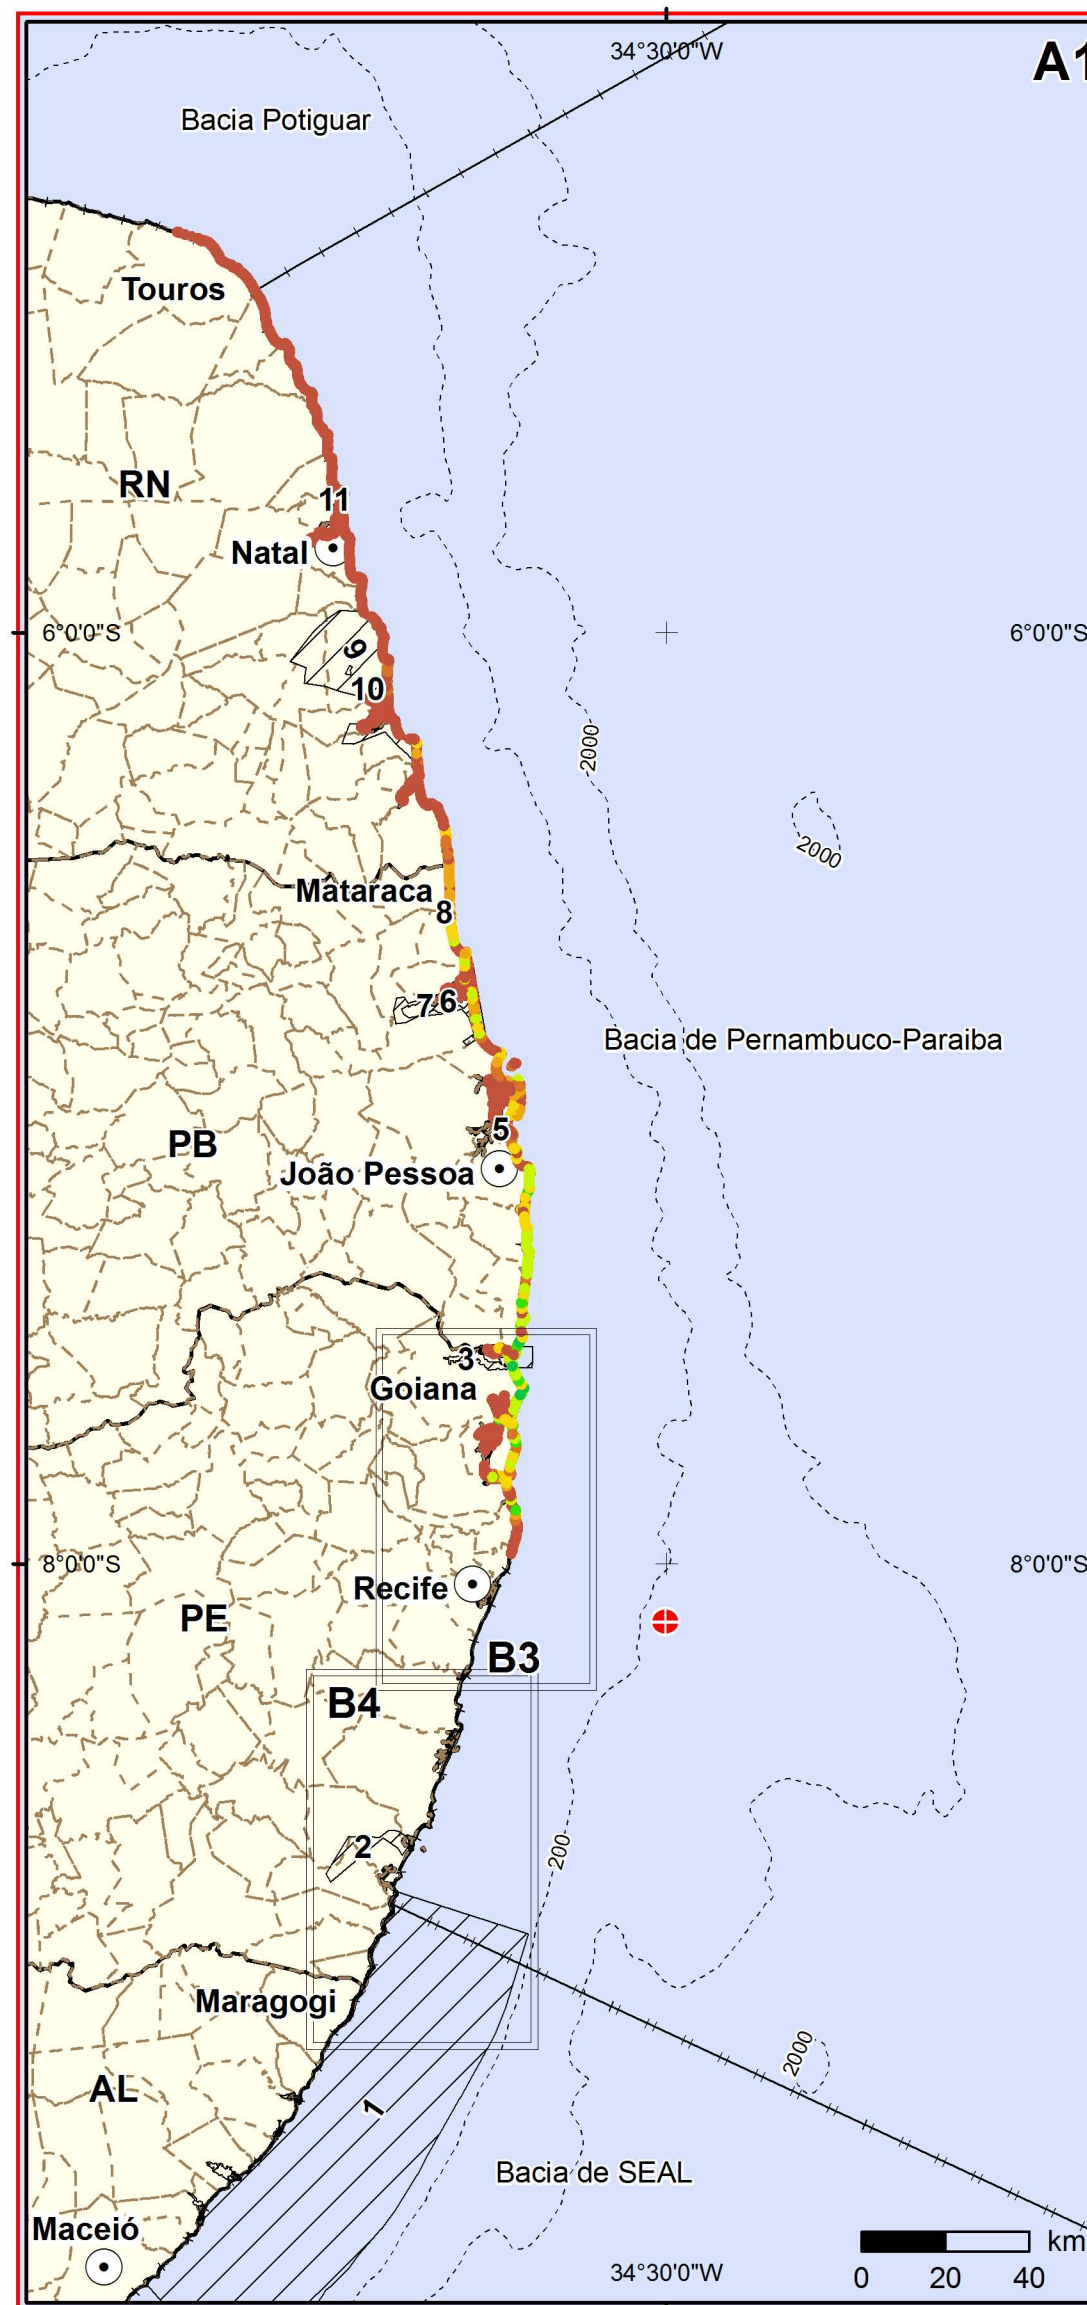 34°30'0"W
A1
Bacia Potiguar
Touros
RN
11
Natal
6°0'0"S
6°0'0"S
9
10
2000
2000
Mataraca
8
7
6
Bacia de Pernambuco-Paraiba
5
PB
João Pessoa
3
Goiana
8°0'0"S
8°0'0"S
Recife
PE
B3
B4
2
200
Maragogi
2000
AL
1
Bacia de SEAL
Maceió
km
34°30'0"W
0 20 40